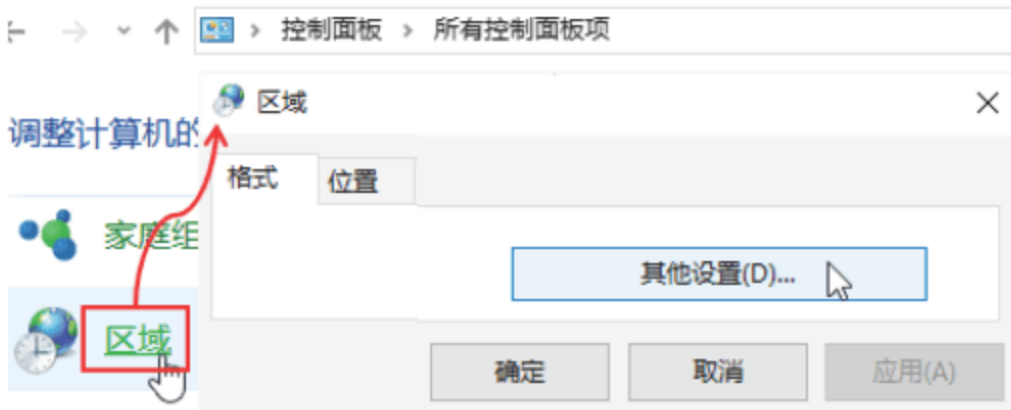 控制面板 > 所有控制面板项
区域
调整计算机的
格式
位置
家庭组
其他设置(D)...
区域
确定
取消
应用(A)